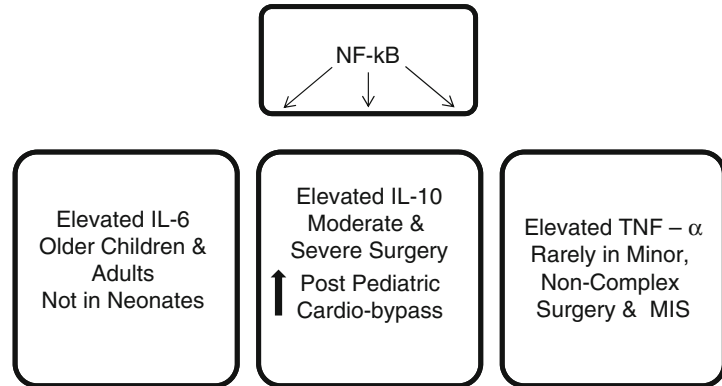 NF-kB
Elevated IL-6
Older Children &
Adults
Not in Neonates
Elevated IL-10
Moderate &
Severe Surgery
Post Pediatric
Cardio-bypass
Elevated TNF – α
Rarely in Minor,
Non-Complex
Surgery & MIS